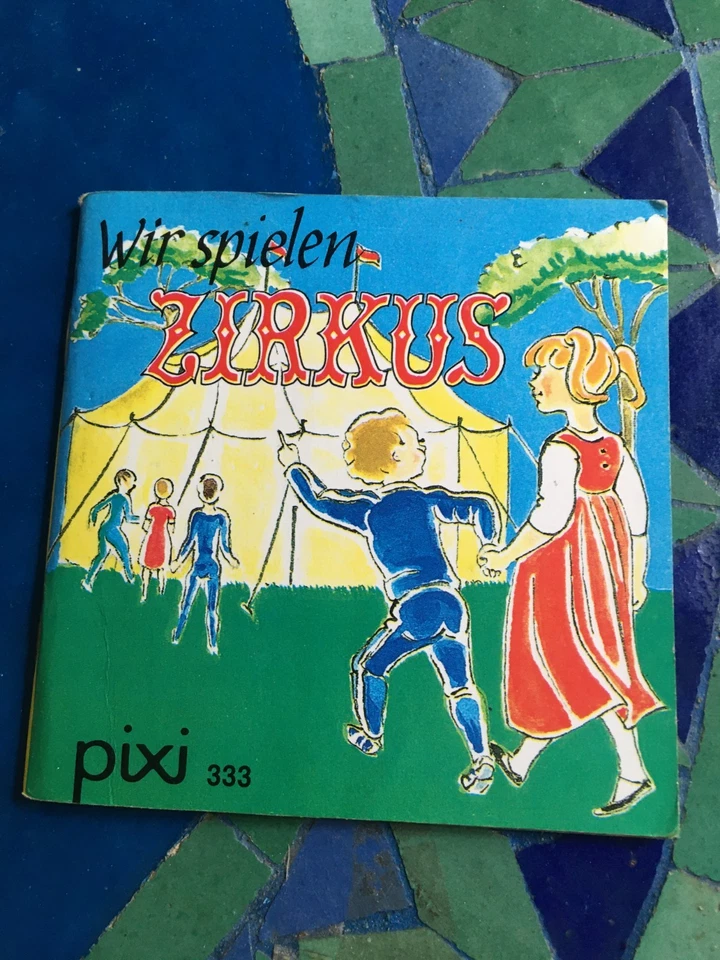 Wir spielen
ZIRKUS
pixi 333